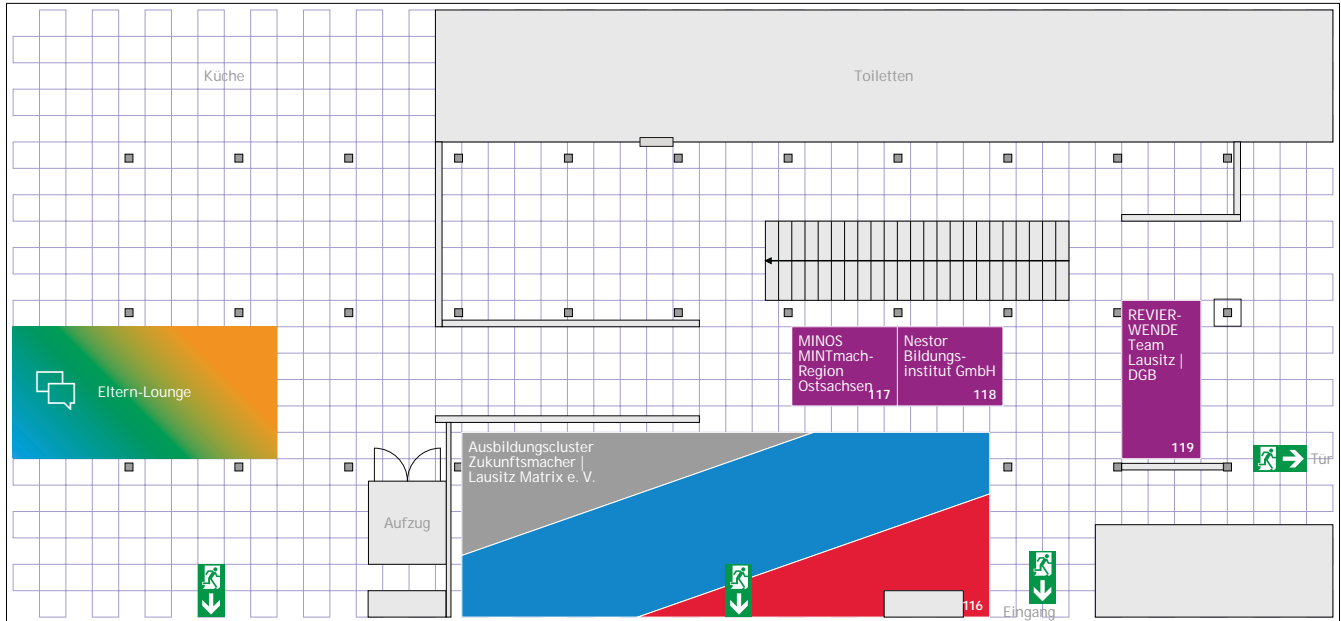 Küche
Toiletten
Eltern-Lounge
MINOS
MINTmach-
Region
Ostsachsen
117
Nestor
Bildungs-
institut GmbH
118
REVIER-
WENDE
Team
Lausitz |
DGB
119
Ausbildungscluster
Zukunftsmacher |
Lausitz Matrix e. V.
116
Tür
Aufzug
Eingang